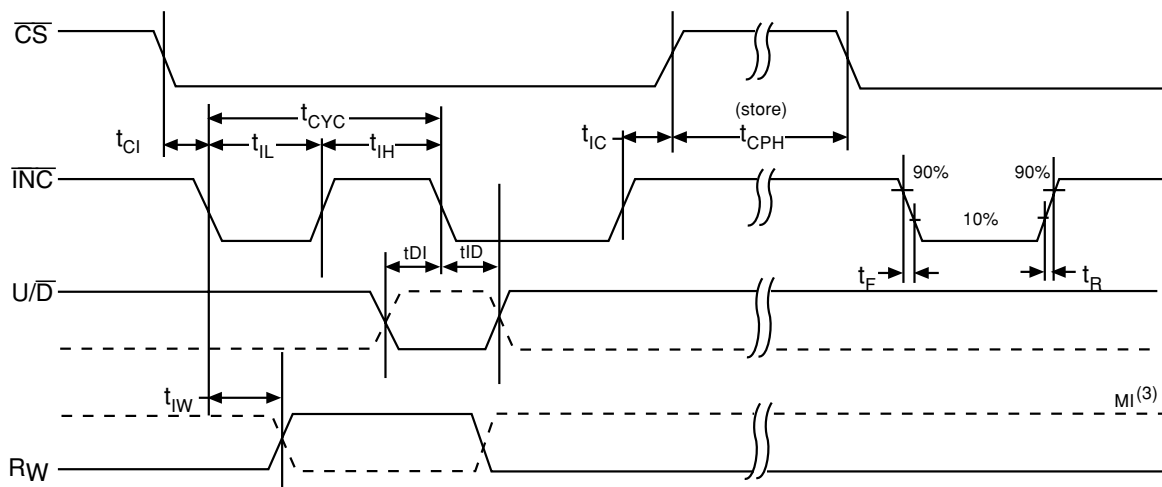 CS
(store)
tCYC
tCI
tIL
tIH
tIC
tCPH
INC
90%
90%
10%
tDI
tID
tF
tR
U/D
tIW
MI(3)
RW